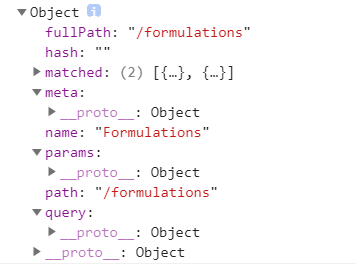 ▼Object i
fullPath: "/formulations"
hash: ""
▶matched: (2) [{…}, {…}]
▼meta:
▶__proto__: Object
name: "Formulations"
▼params:
▶__proto__: Object
path: "/formulations"
▼query:
▶__proto__: Object
▶__proto__: Object